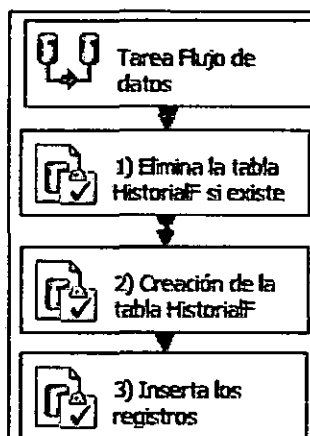 Tarea Flujo de
datos
1) Elimina la tabla
HistorialF si existe
2) Creación de la
tabla HistorialF
3) Inserta los
registros